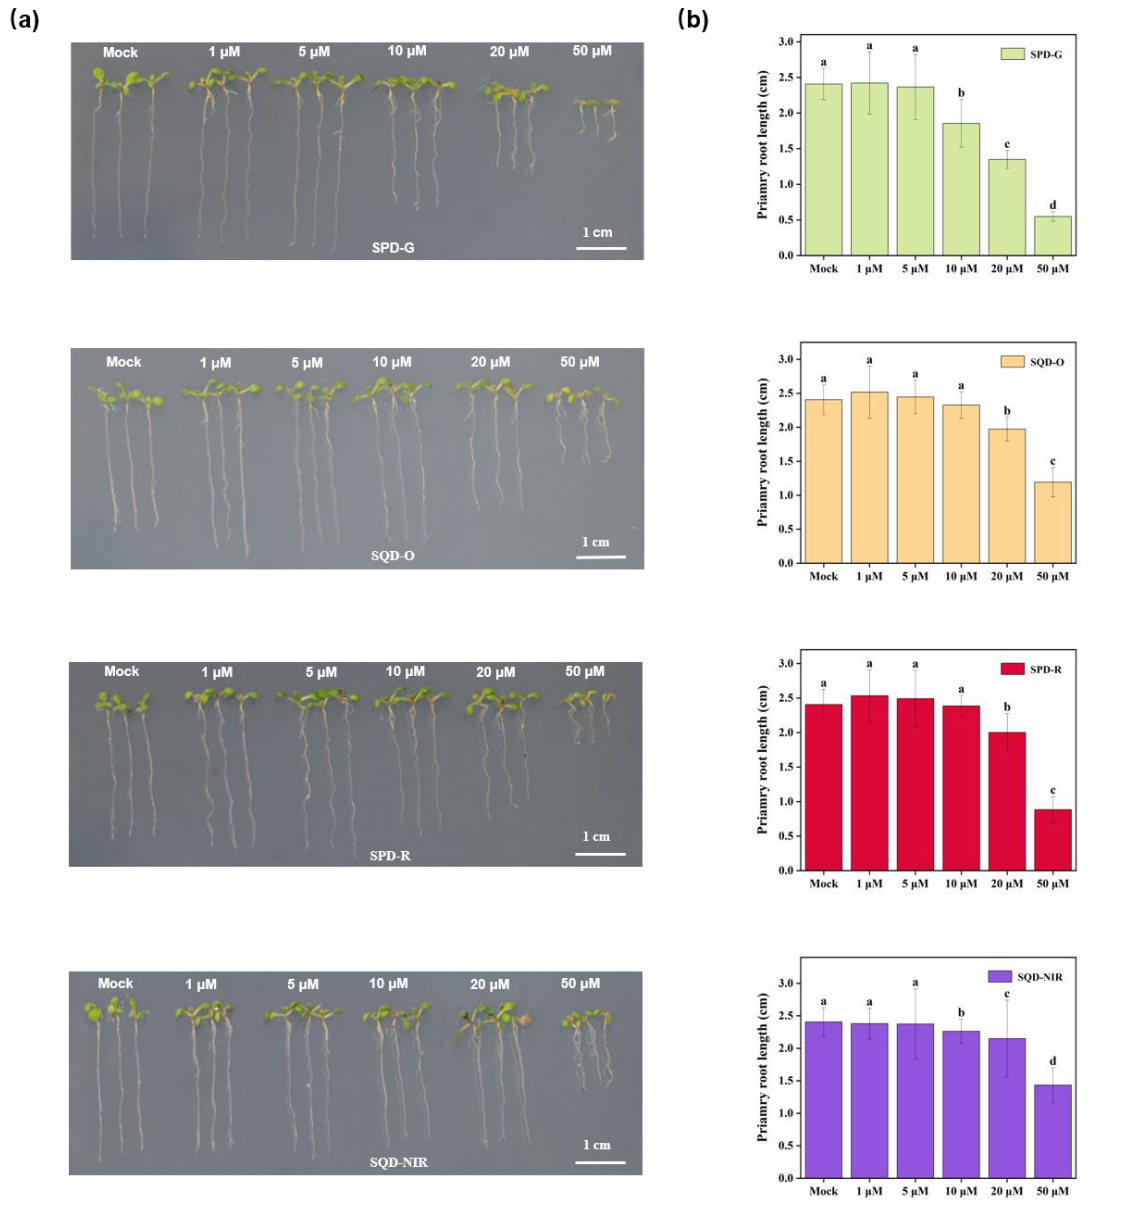 (a)
Mock 1 μM 5 μM 10 μM 20 μM 50 μM
1 cm
SPD-G
Mock 1 μM 5 μM 10 μM 20 μM 50 μM
1 cm
SQD-O
Mock 1 μM 5 μM 10 μM 20 μM 50 μM
1 cm
SPD-R
Mock 1 μM 5 μM 10 μM 20 μM 50 μM
1 cm
SQD-NIR
(b)
SPD-G
Priamry root length (cm)
3.0
2.5
2.0
1.5
1.0
0.5
0.0
a a a b c d
Mock 1 μM 5 μM 10 μM 20 μM 50 μM
SQD-O
Priamry root length (cm)
3.0
2.5
2.0
1.5
1.0
0.5
0.0
a a a a b c
Mock 1 μM 5 μM 10 μM 20 μM 50 μM
SPD-R
Priamry root length (cm)
3.0
2.5
2.0
1.5
1.0
0.5
0.0
a a a a b c
Mock 1 μM 5 μM 10 μM 20 μM 50 μM
SQD-NIR
Priamry root length (cm)
3.0
2.5
2.0
1.5
1.0
0.5
0.0
a a a b c d
Mock 1 μM 5 μM 10 μM 20 μM 50 μM